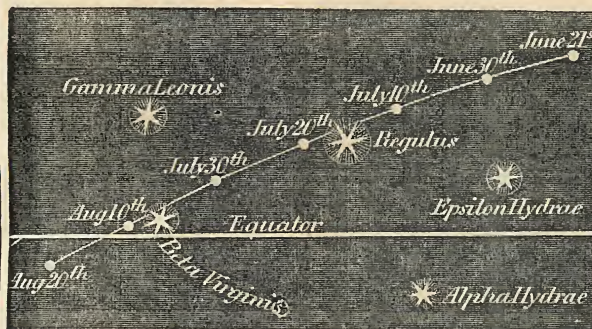 June 21st
June 30th
July 10th
Gamma Leonis
July 20th
Regulus
July 30th
Epsilon Hydrae
Aug 10th
Equator
Beta Virginis
Aug 20th
Alpha Hydrae